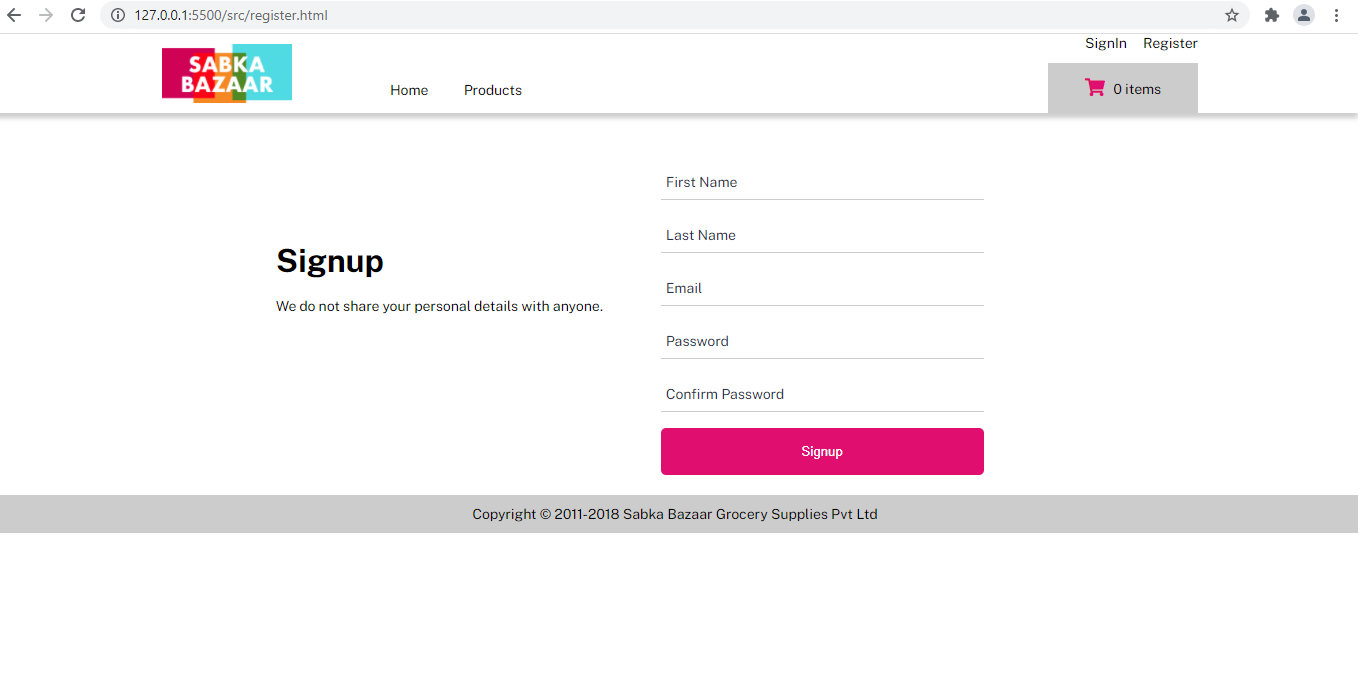 127.0.0.1:5500/src/register.html
SignIn Register
SABKA
BAZAAR
Home Products
0 items
First Name
Last Name
Signup
Email
We do not share your personal details with anyone.
Password
Confirm Password
Signup
Copyright © 2011-2018 Sabka Bazaar Grocery Supplies Pvt Ltd